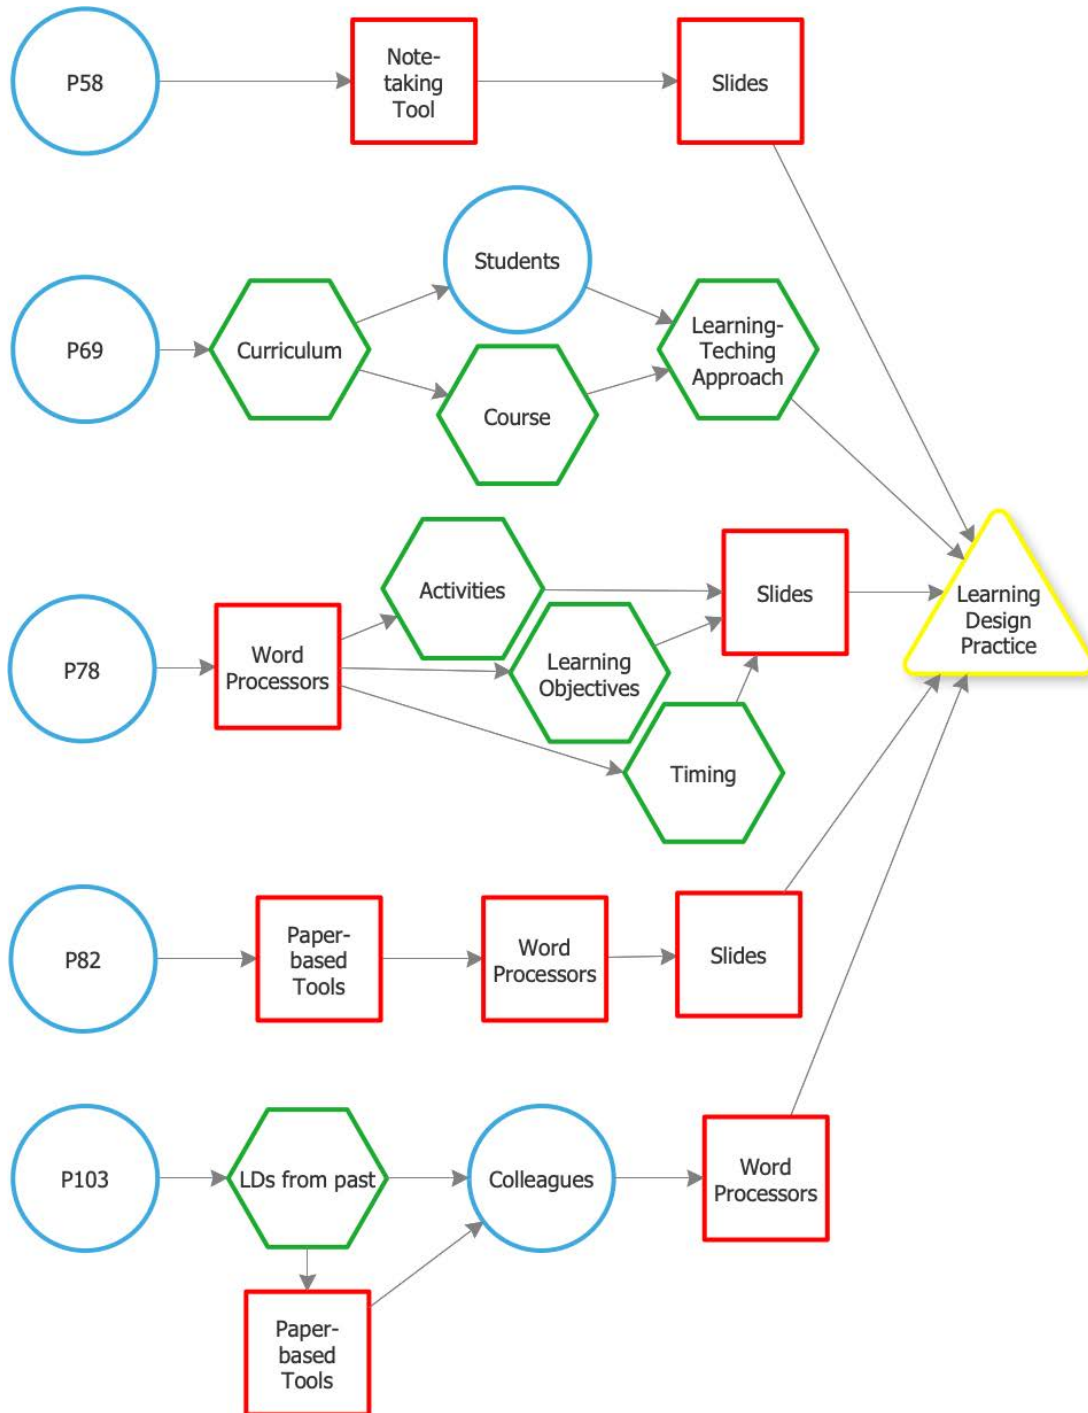 P58
Note-
taking
Tool
Slides
Students
P69
Curriculum
Learning-
Teching
Approach
Course
Activities
Slides
Learning
Design
Practice
P78
Word
Processors
Learning
Objectives
Timing
P82
Paper-
based
Tools
Word
Processors
Slides
P103
LDs from past
Colleagues
Word
Processors
Paper-
based
Tools